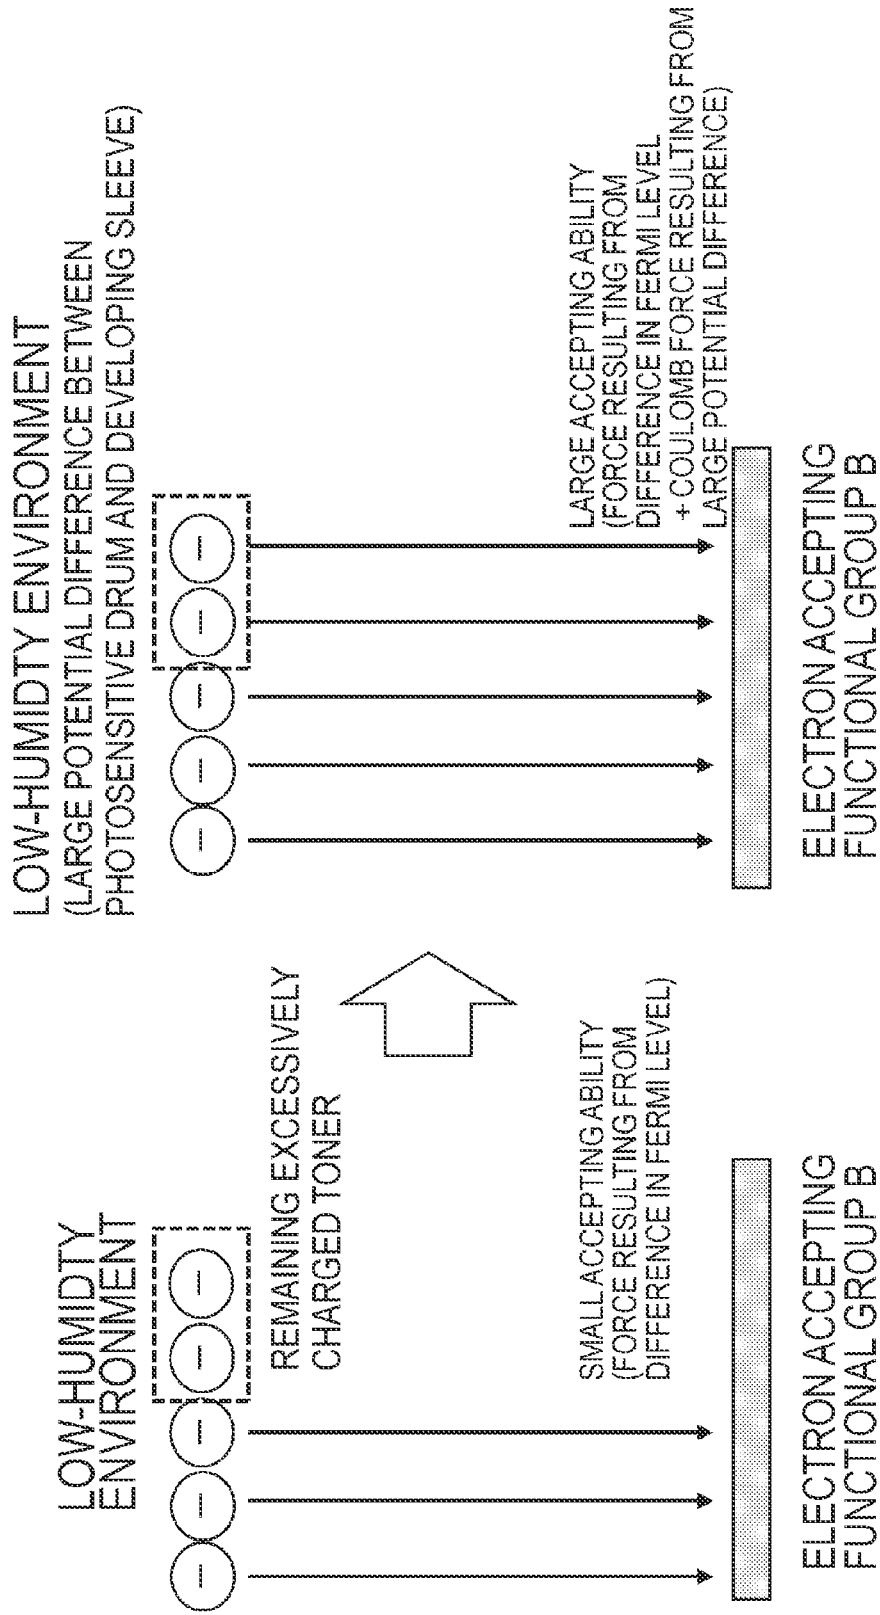 LOW-HUMIDTY
ENVIRONMENT
REMAINING EXCESSIVELY
CHARGED TONER
SMALL ACCEPTING ABILITY
(FORCE RESULTING FROM
DIFFERENCE IN FERMI LEVEL)
ELECTRON ACCEPTING
FUNCTIONAL GROUP B
LOW-HUMIDTY ENVIRONMENT
(LARGE POTENTIAL DIFFERENCE BETWEEN
PHOTOSENSITIVE DRUM AND DEVELOPING SLEEVE)
LARGE ACCEPTING ABILITY
(FORCE RESULTING FROM
DIFFERENCE IN FERMI LEVEL
+ COULOMB FORCE RESULTING FROM
LARGE POTENTIAL DIFFERENCE)
ELECTRON ACCEPTING
FUNCTIONAL GROUP B